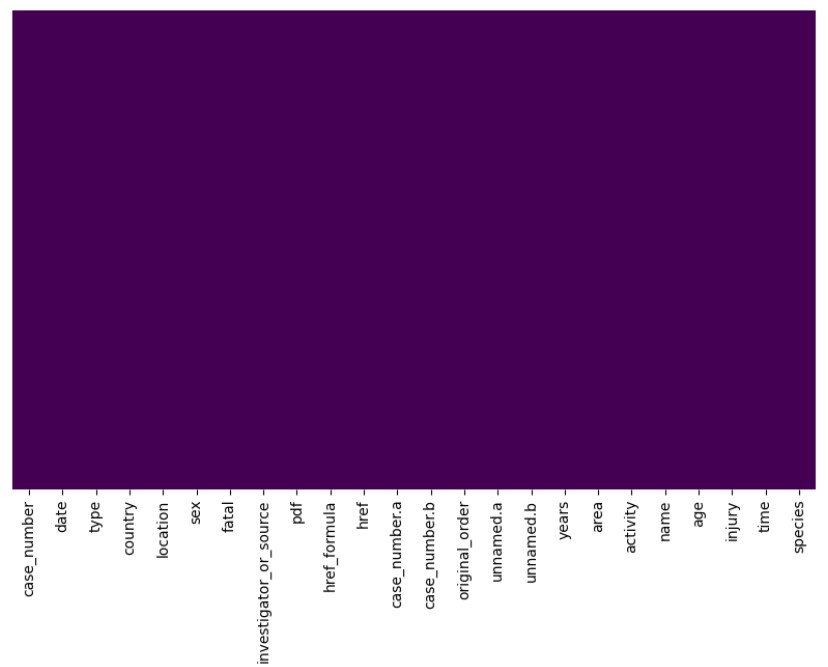 case_number
date
type
country
location
sex
fatal
investigator_or_source
pdf
href_formula
href
case_number.a
case_number.b
original_order
unnamed.a
unnamed.b
years
area
activity
name
age
injury
time
species